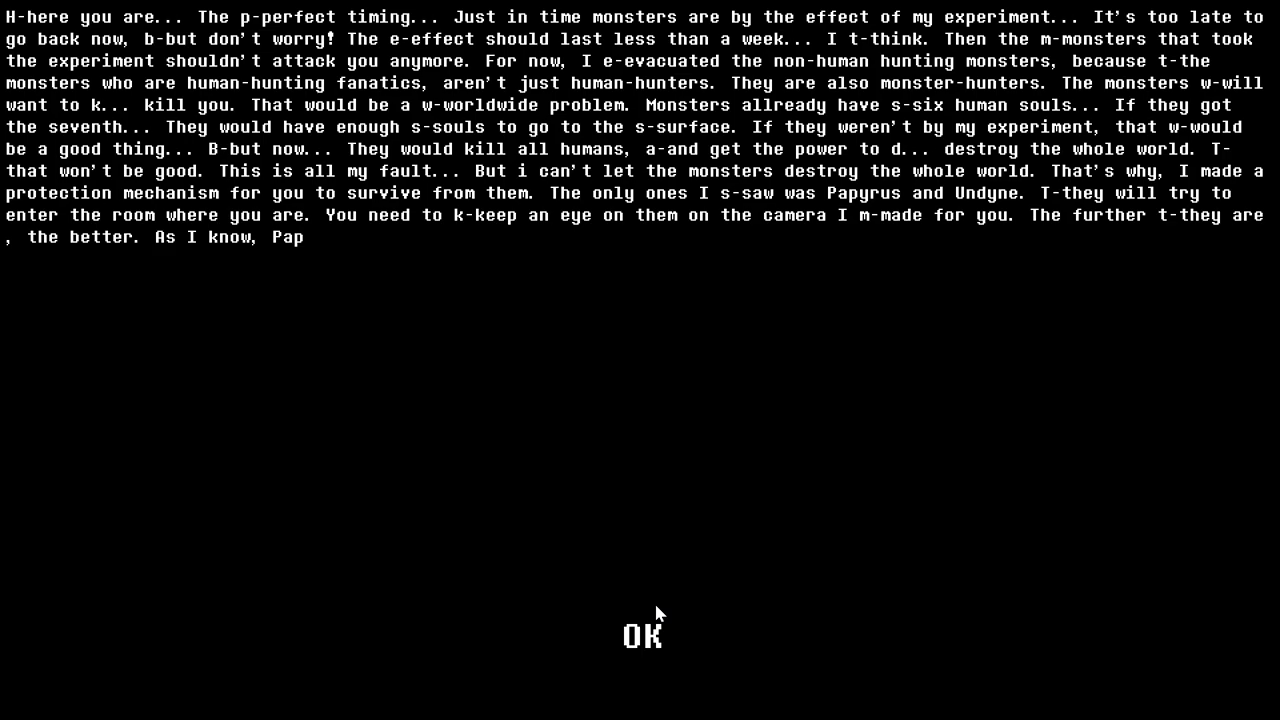 H-here you are... The p-perfect timing... Just in time monsters are by the effect of my experiment... It's too late to
go back now, b-but don't worry! The e-effect should last less than a week... I t-think. Then the m-monsters that took
the experiment shouldn't attack you anymore. For now, I e-evacuated the non-human hunting monsters, because t-the
monsters who are human-hunting fanatics, aren't just human-hunters. They are also monster-hunters. The monsters w-will
want to k... kill you. That would be a w-worldwide problem. Monsters allready have s-six human souls... If they got
the seventh... They would have enough s-souls to go to the s-surface. If they weren't by my experiment, that w-would
be a good thing... B-but now... They would kill all humans, a-and get the power to d... destroy the whole world. T-
that won't be good. This is all my fault... But i can't let the monsters destroy the whole world. That's why, I made a
protection mechanism for you to survive from them. The only ones I s-saw was Papyrus and Undyne. T-they will try to
enter the room where you are. You need to k-keep an eye on them on the camera I m-made for you. The further t-they are
, the better. As I know, Pap
OK